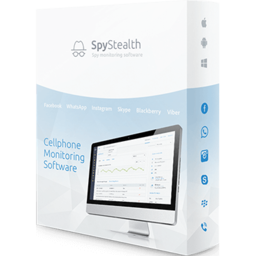 SpyStealth
Spy monitoring software
Facebook WhatsApp Instagram Skype Blackberry Viber
Cellphone
Monitoring
Software